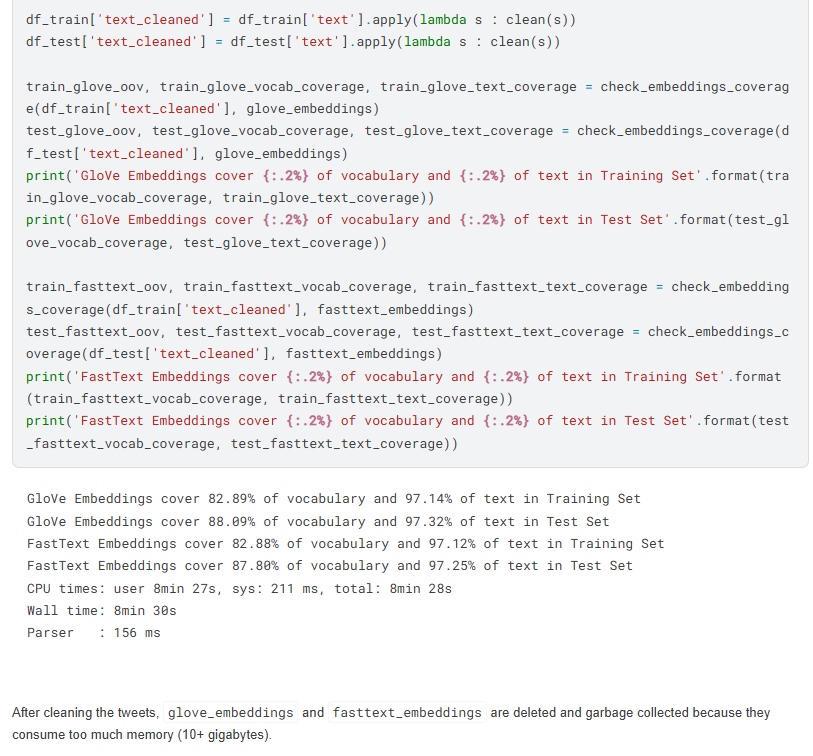 df_train['text_cleaned'] = df_train['text'].apply(lambda s : clean(s))
df_test['text_cleaned'] = df_test['text'].apply(lambda s : clean(s))
train_glove_oov, train_glove_vocab_coverage, train_glove_text_coverage = check_embeddings_coverag
e(df_train['text_cleaned'], glove_embeddings)
test_glove_oov, test_glove_vocab_coverage, test_glove_text_coverage = check_embeddings_coverage(d
f_test['text_cleaned'], glove_embeddings)
print('GloVe Embeddings cover {:.2%} of vocabulary and {:.2%} of text in Training Set'.format(tra
in_glove_vocab_coverage, train_glove_text_coverage))
print('GloVe Embeddings cover {:.2%} of vocabulary and {:.2%} of text in Test Set'.format(test_gl
ove_vocab_coverage, test_glove_text_coverage))
train_fasttext_oov, train_fasttext_vocab_coverage, train_fasttext_text_coverage = check_embedding
s_coverage(df_train['text_cleaned'], fasttext_embeddings)
test_fasttext_oov, test_fasttext_vocab_coverage, test_fasttext_text_coverage = check_embeddings_c
overage(df_test['text_cleaned'], fasttext_embeddings)
print('FastText Embeddings cover {:.2%} of vocabulary and {:.2%} of text in Training Set'.format
(train_fasttext_vocab_coverage, train_fasttext_text_coverage))
print('FastText Embeddings cover {:.2%} of vocabulary and {:.2%} of text in Test Set'.format(test
_fasttext_vocab_coverage, test_fasttext_text_coverage))
GloVe Embeddings cover 82.89% of vocabulary and 97.14% of text in Training Set
GloVe Embeddings cover 88.09% of vocabulary and 97.32% of text in Test Set
FastText Embeddings cover 82.88% of vocabulary and 97.12% of text in Training Set
FastText Embeddings cover 87.80% of vocabulary and 97.25% of text in Test Set
CPU times: user 8min 27s, sys: 211 ms, total: 8min 28s
Wall time: 8min 30s
Parser   : 156 ms
After cleaning the tweets, glove_embeddings and fasttext_embeddings are deleted and garbage collected because they
consume too much memory (10+ gigabytes).